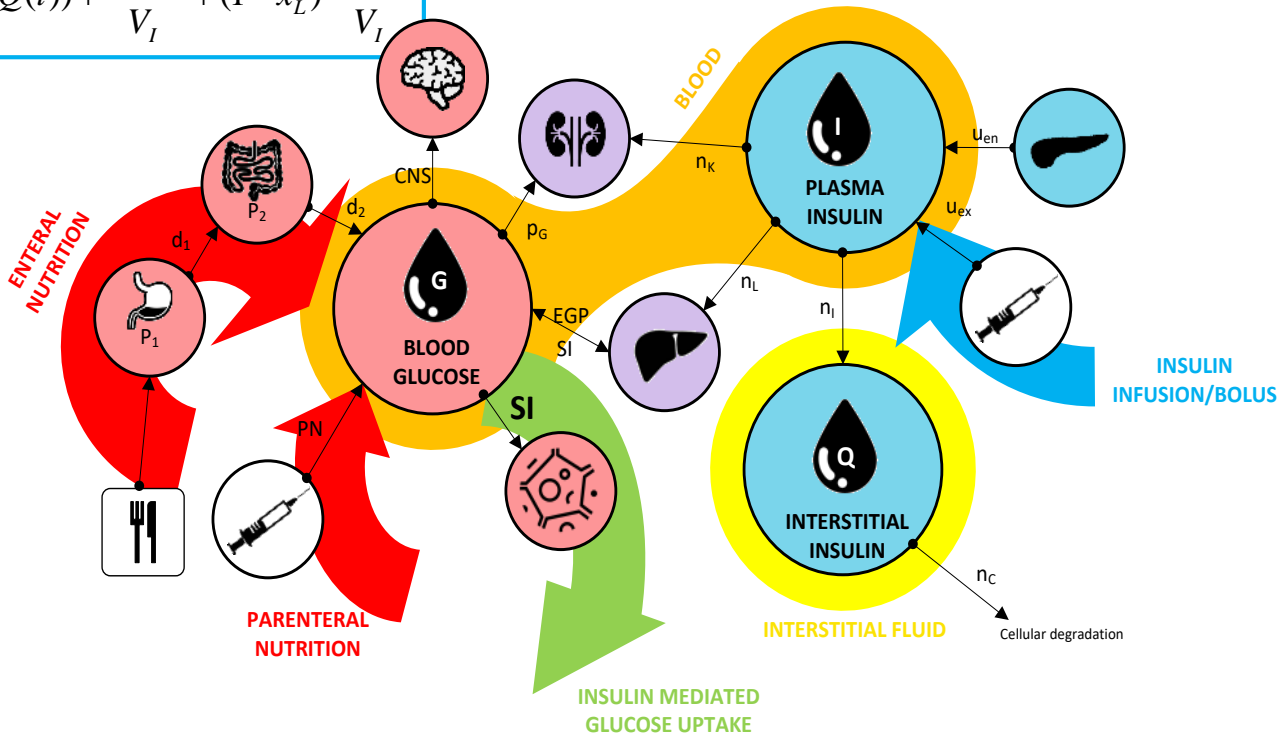 Q(t)) + + (1 - x_L)
V_I V_I
BLOOD
I
PLASMA
INSULIN
u_en
u_ex
n_K
CNS
P_2
d_2
p_G
d_1
ENTERAL
NUTRITION
G
n_L
n_I
P_1
EGP
SI
BLOOD
GLUCOSE
INSULIN
INFUSION/BOLUS
SI
PN
Q
INTERSTITIAL
INSULIN
n_C
PARENTERAL
NUTRITION
INTERSTITIAL FLUID
Cellular degradation
INSULIN MEDIATED
GLUCOSE UPTAKE